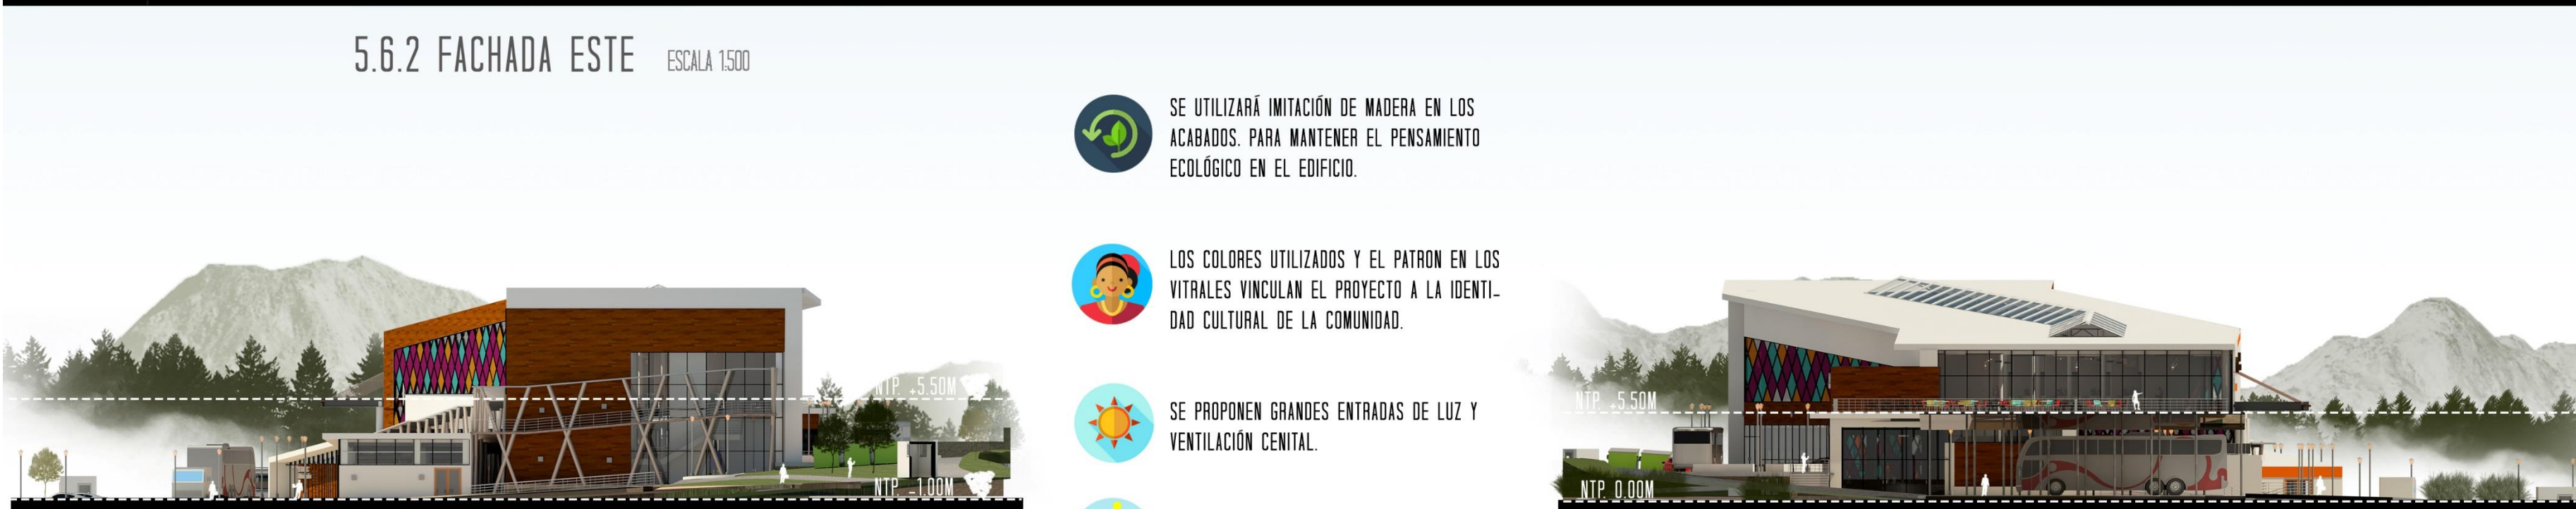 5.6.2 FACHADA ESTE ESCALA 1:500
SE UTILIZARÁ IMITACIÓN DE MADERA EN LOS
ACABADOS. PARA MANTENER EL PENSAMIENTO
ECOLÓGICO EN EL EDIFICIO.
LOS COLORES UTILIZADOS Y EL PATRON EN LOS
VITRALES VINCULAN EL PROYECTO A LA IDENTI-
DAD CULTURAL DE LA COMUNIDAD.
SE PROPONEN GRANDES ENTRADAS DE LUZ Y
VENTILACIÓN CENITAL.
NTP. +5.50M
NTP. -1.00M
NTP. +5.50M
NTP. 0.00M